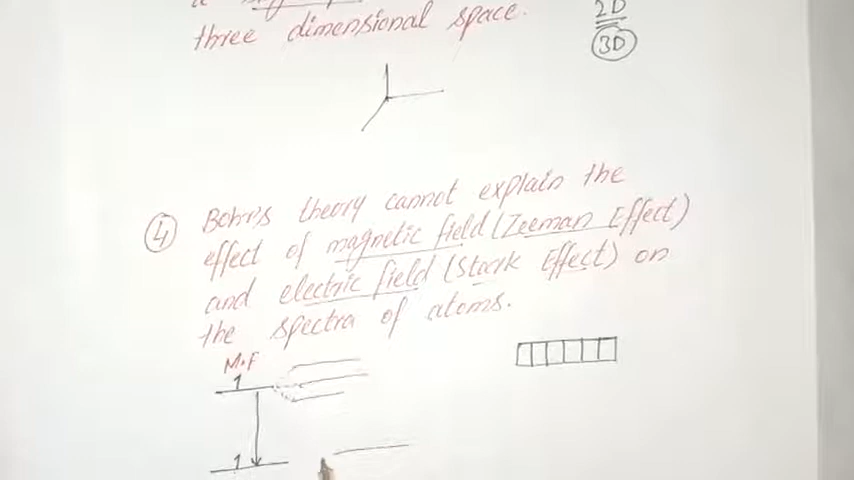 three dimensional space.
2D
3D
4 Bohr's theory cannot explain the
effect of magnetic field (Zeeman Effect)
and electric field (Stark Effect) on
the spectra of atoms.
M.F
1
1